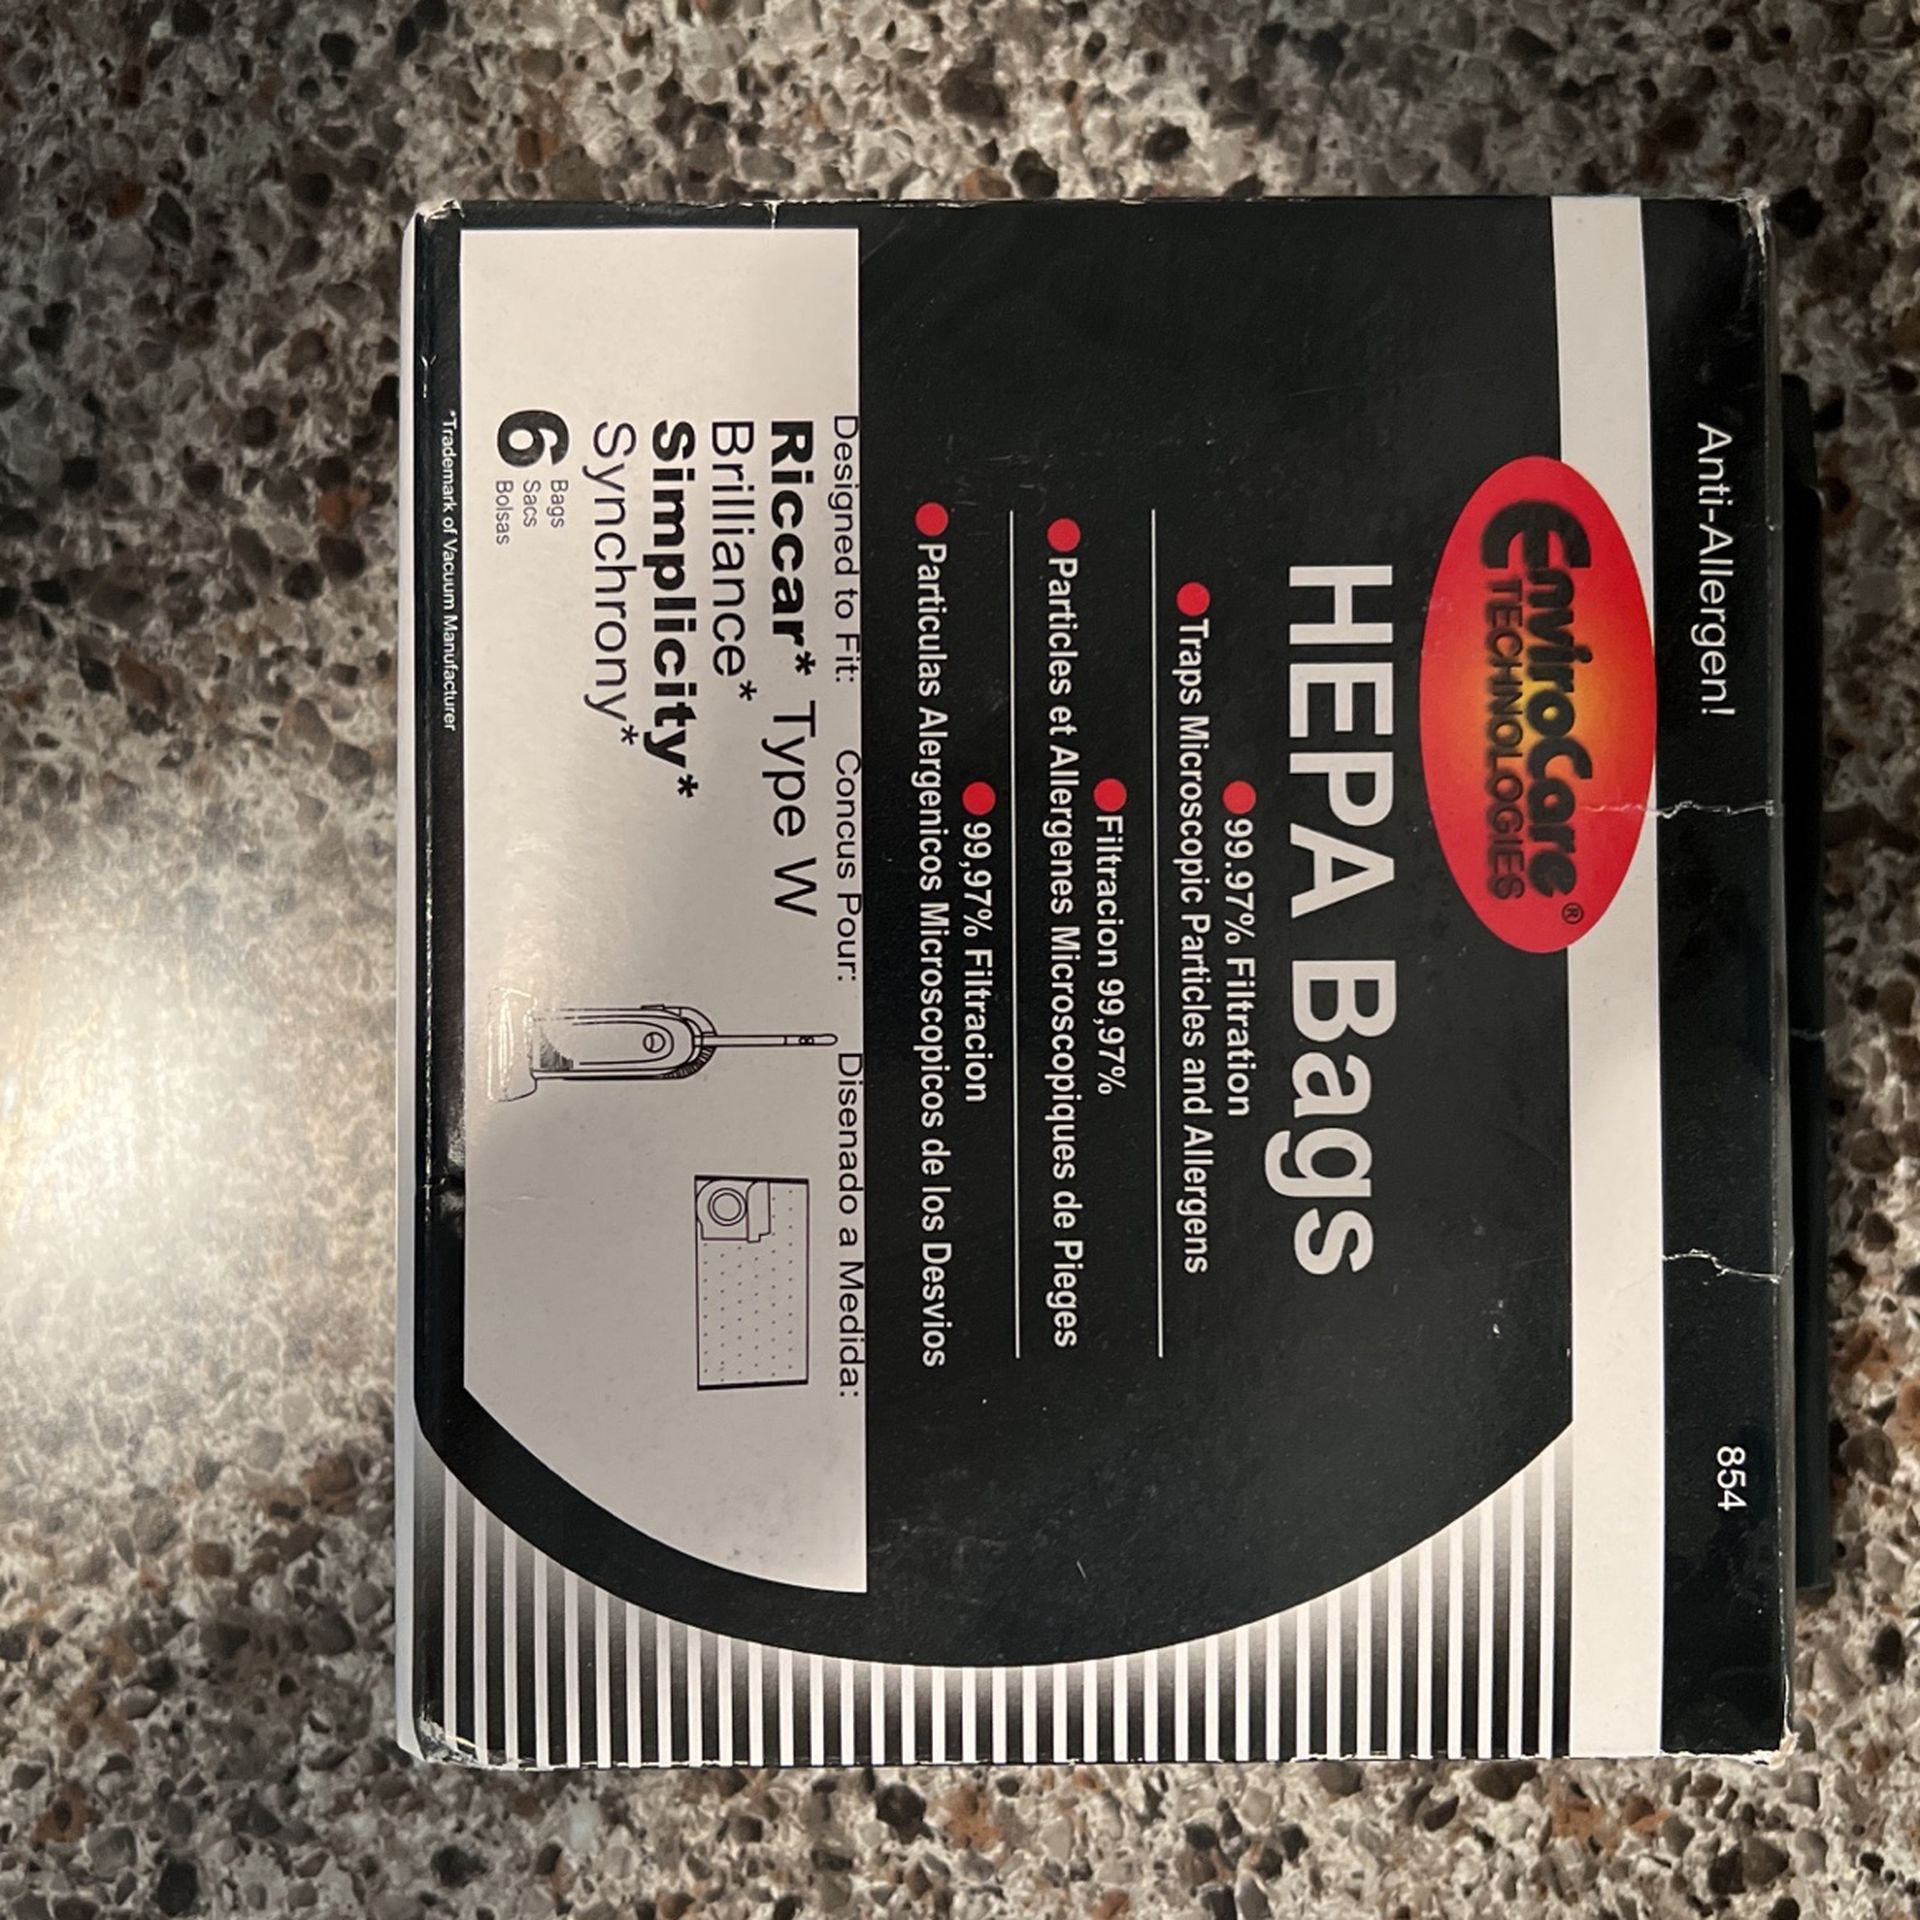 Anti-Allergen! 854
EnviroCare®
TECHNOLOGIES
HEPA Bags
99.97% Filtration
Traps Microscopic Particles and Allergens
Filtracion 99,97%
Particles et Allergenes Microscopiques de Pieges
99,97% Filtracion
Particulas Alergenicos Microscopicos de los Desvios
Designed to Fit: Concus Pour: Disenado a Medida:
Riccar* Type W
Brilliance*
Simplicity*
Synchrony*
6 Bags
Sacs
Bolsas
*Trademark of Vacuum Manufacturer